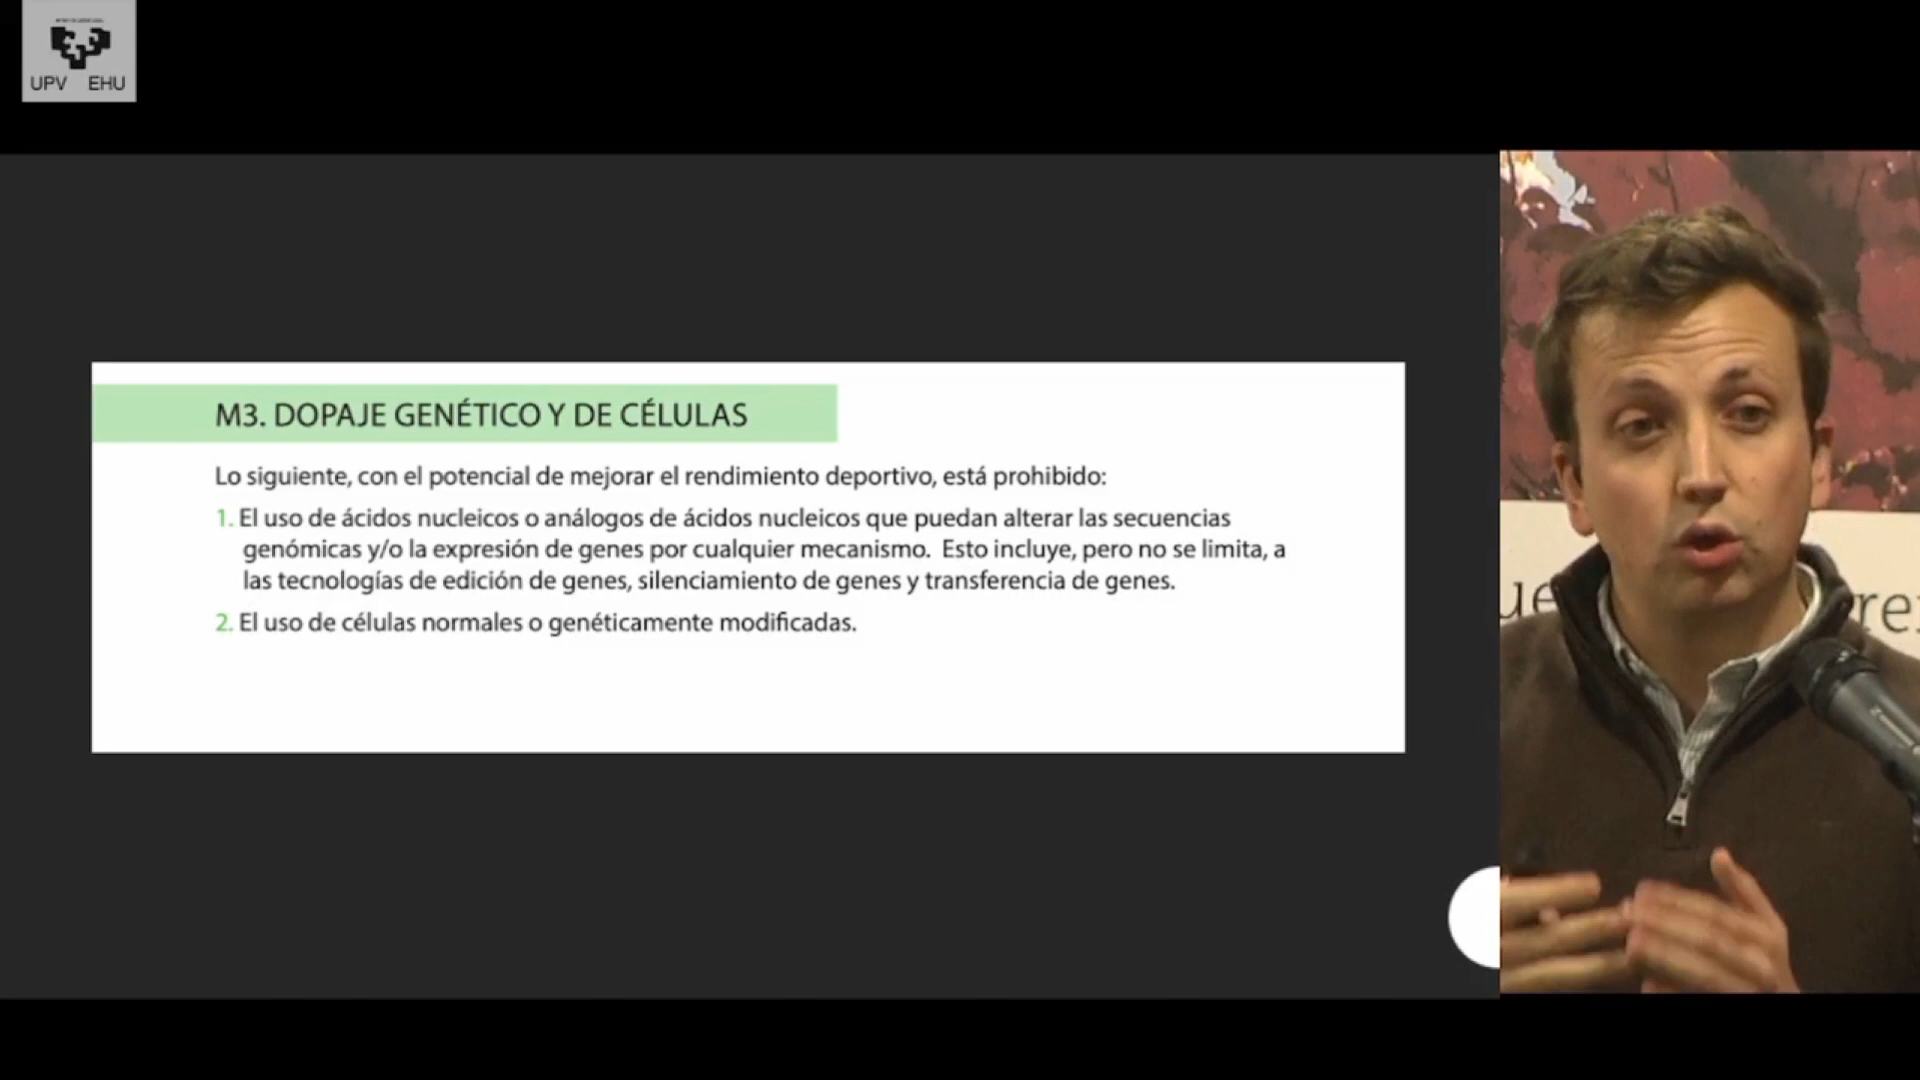 UPV EHU
M3. DOPAJE GENÉTICO Y DE CÉLULAS
Lo siguiente, con el potencial de mejorar el rendimiento deportivo, está prohibido:
1. El uso de ácidos nucleicos o análogos de ácidos nucleicos que puedan alterar las secuencias
genómicas y/o la expresión de genes por cualquier mecanismo. Esto incluye, pero no se limita, a
las tecnologías de edición de genes, silenciamiento de genes y transferencia de genes.
2. El uso de células normales o genéticamente modificadas.